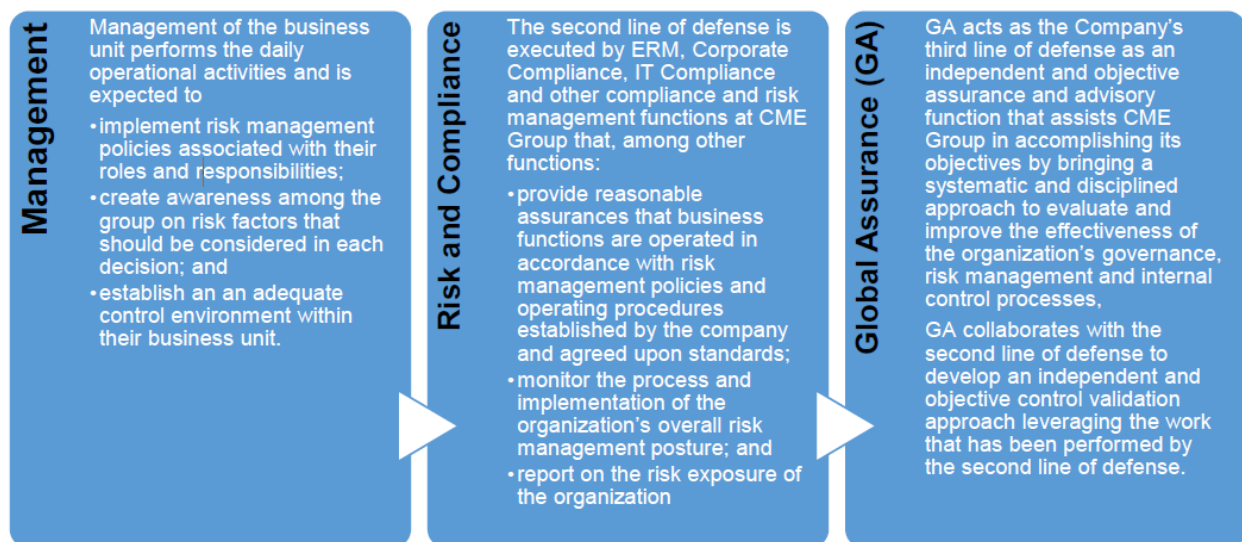 Management
Management of the business
unit performs the daily
operational activities and is
expected to
•implement risk management
policies associated with their
roles and responsibilities;
•create awareness among the
group on risk factors that
should be considered in each
decision; and
•establish an an adequate
control environment within
their business unit.
Risk and Compliance
The second line of defense is
executed by ERM, Corporate
Compliance, IT Compliance
and other compliance and risk
management functions at CME
Group that, among other
functions:
•provide reasonable
assurances that business
functions are operated in
accordance with risk
management policies and
operating procedures
established by the company
and agreed upon standards;
•monitor the process and
implementation of the
organization's overall risk
management posture; and
•report on the risk exposure of
the organization
Global Assurance (GA)
GA acts as the Company's
third line of defense as an
independent and objective
assurance and advisory
function that assists CME
Group in accomplishing its
objectives by bringing a
systematic and disciplined
approach to evaluate and
improve the effectiveness of
the organization's governance,
risk management and internal
control processes,
GA collaborates with the
second line of defense to
develop an independent and
objective control validation
approach leveraging the work
that has been performed by
the second line of defense.